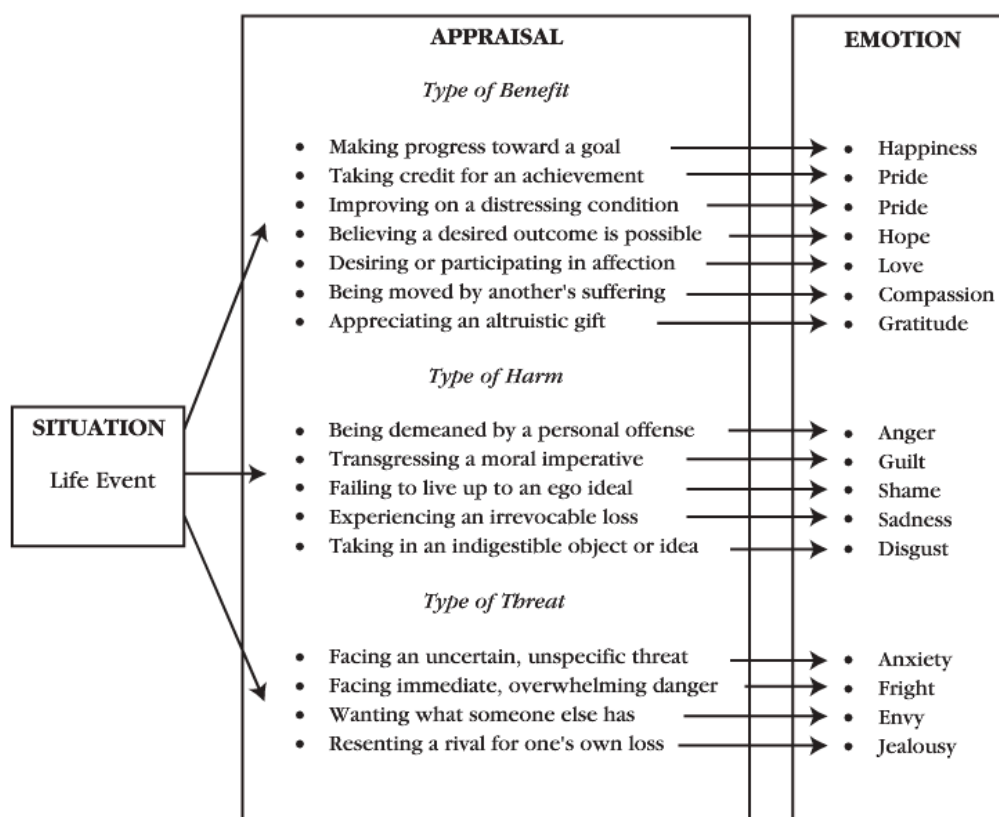 APPRAISAL
Type of Benefit
• Making progress toward a goal
• Taking credit for an achievement
• Improving on a distressing condition
• Believing a desired outcome is possible
• Desiring or participating in affection
• Being moved by another's suffering
• Appreciating an altruistic gift
Type of Harm
• Being demeaned by a personal offense
• Transgressing a moral imperative
• Failing to live up to an ego ideal
• Experiencing an irrevocable loss
• Taking in an indigestible object or idea
Type of Threat
• Facing an uncertain, unspecific threat
• Facing immediate, overwhelming danger
• Wanting what someone else has
• Resenting a rival for one's own loss
EMOTION
• Happiness
• Pride
• Pride
• Hope
• Love
• Compassion
• Gratitude
• Anger
• Guilt
• Shame
• Sadness
• Disgust
• Anxiety
• Fright
• Envy
• Jealousy
SITUATION
Life Event